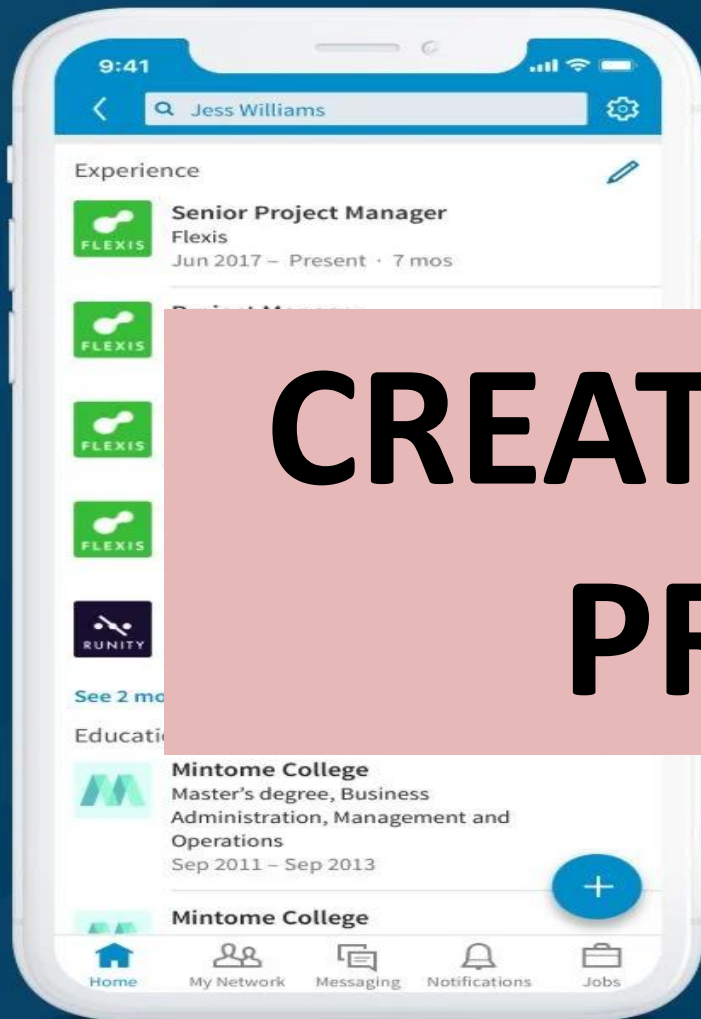 9:41
Jess Williams
Experience
FLEXIS
Senior Project Manager
Flexis
Jun 2017 – Present · 7 mos
FLEXIS
FLEXIS
FLEXIS
RUNITY
CREAT
PR
See 2 mo
Educati
Mintome College
Master's degree, Business
Administration, Management and
Operations
Sep 2011 – Sep 2013
Mintome College
Home My Network Messaging Notifications Jobs